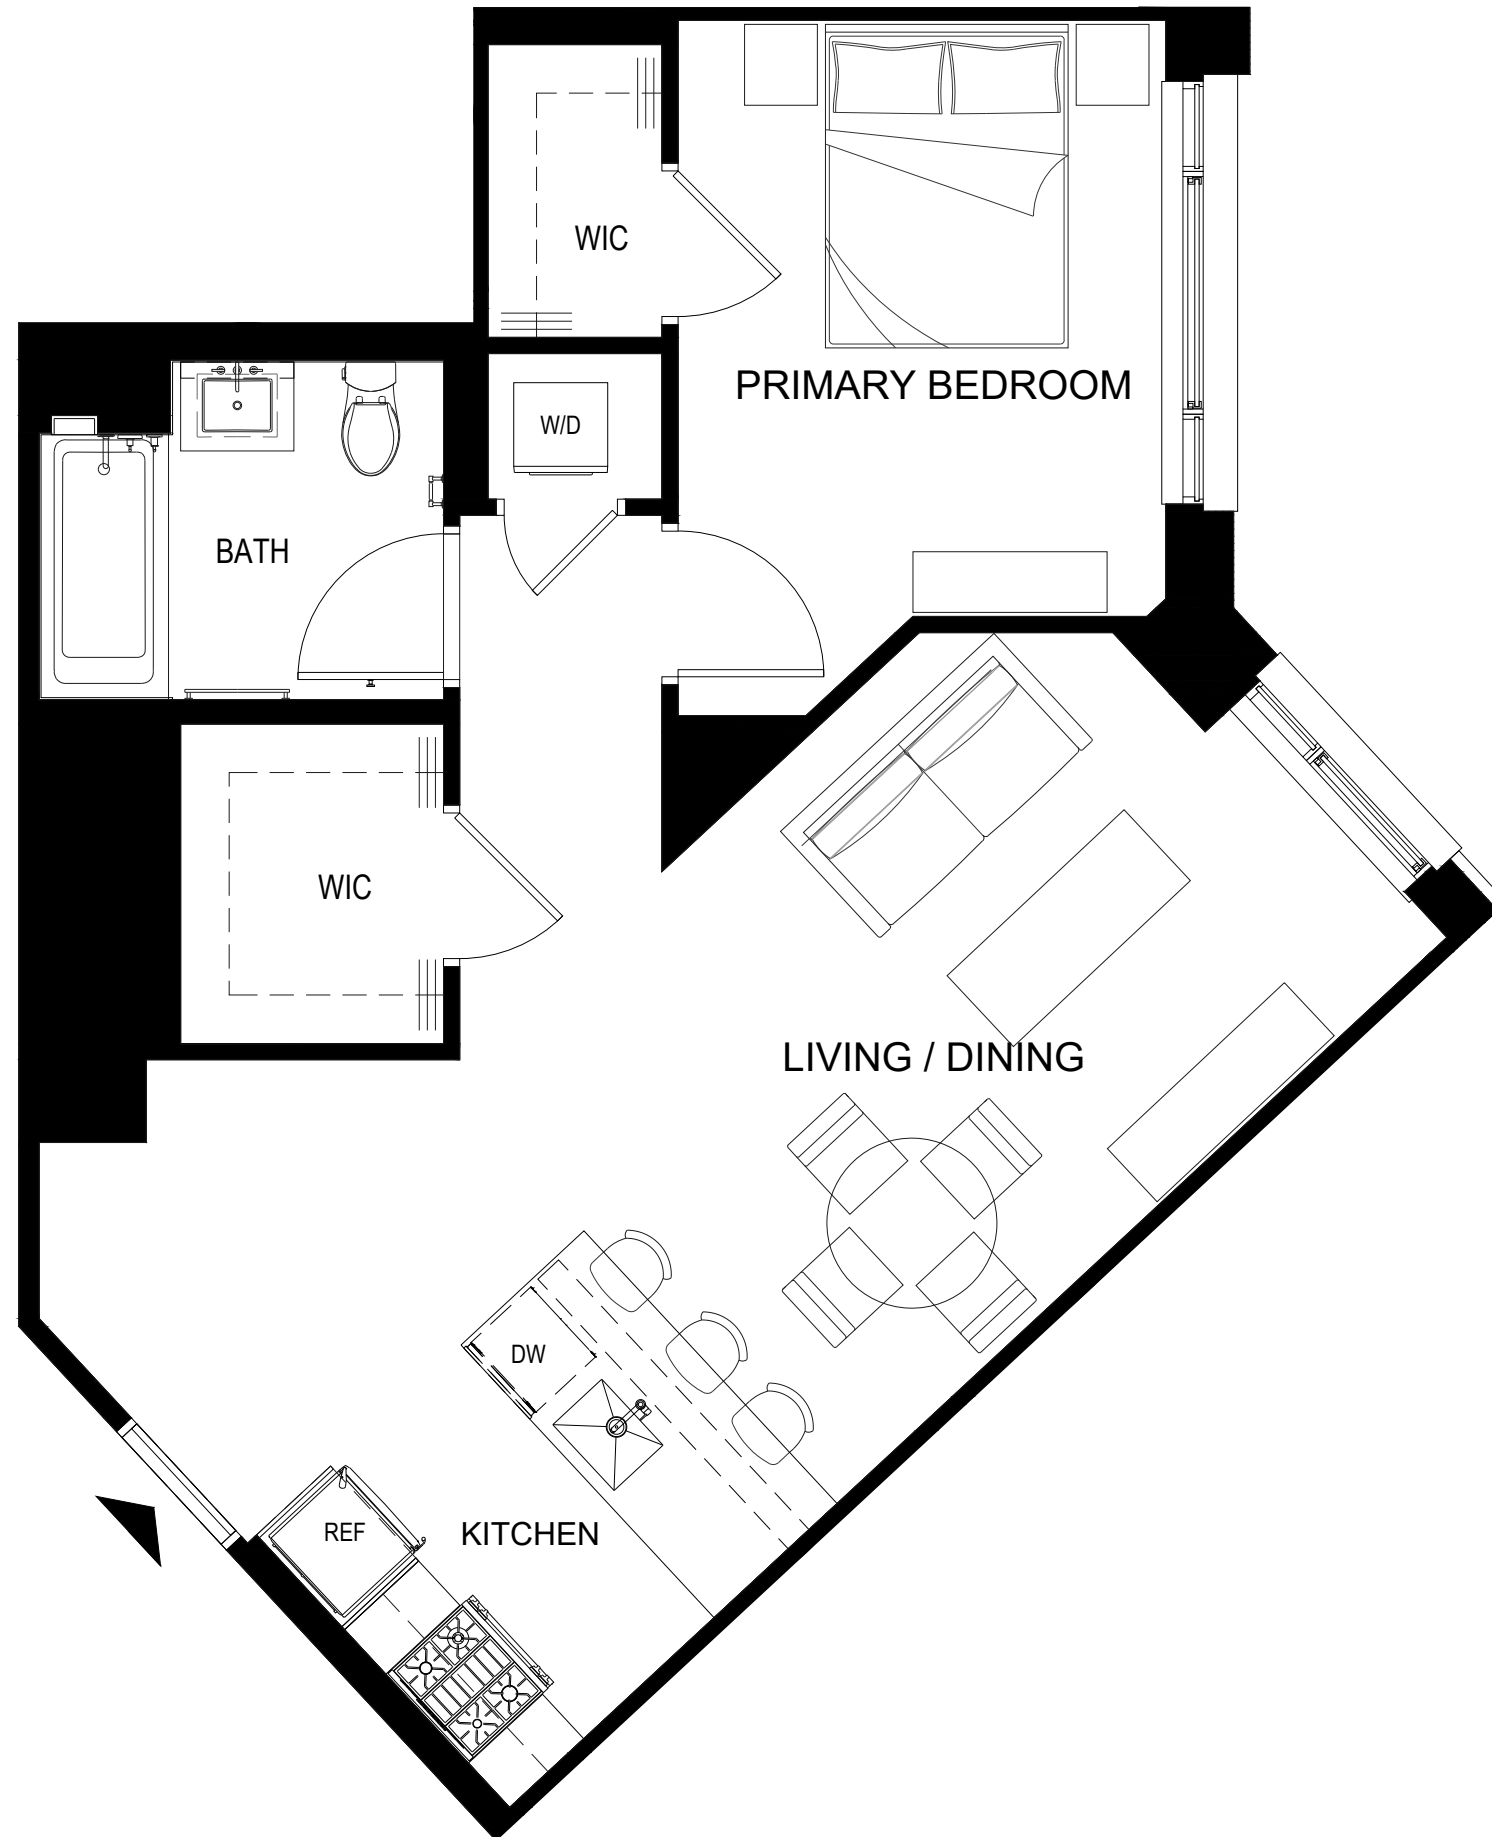 WIC
PRIMARY BEDROOM
W/D
BATH
WIC
LIVING / DINING
DW
REF
KITCHEN